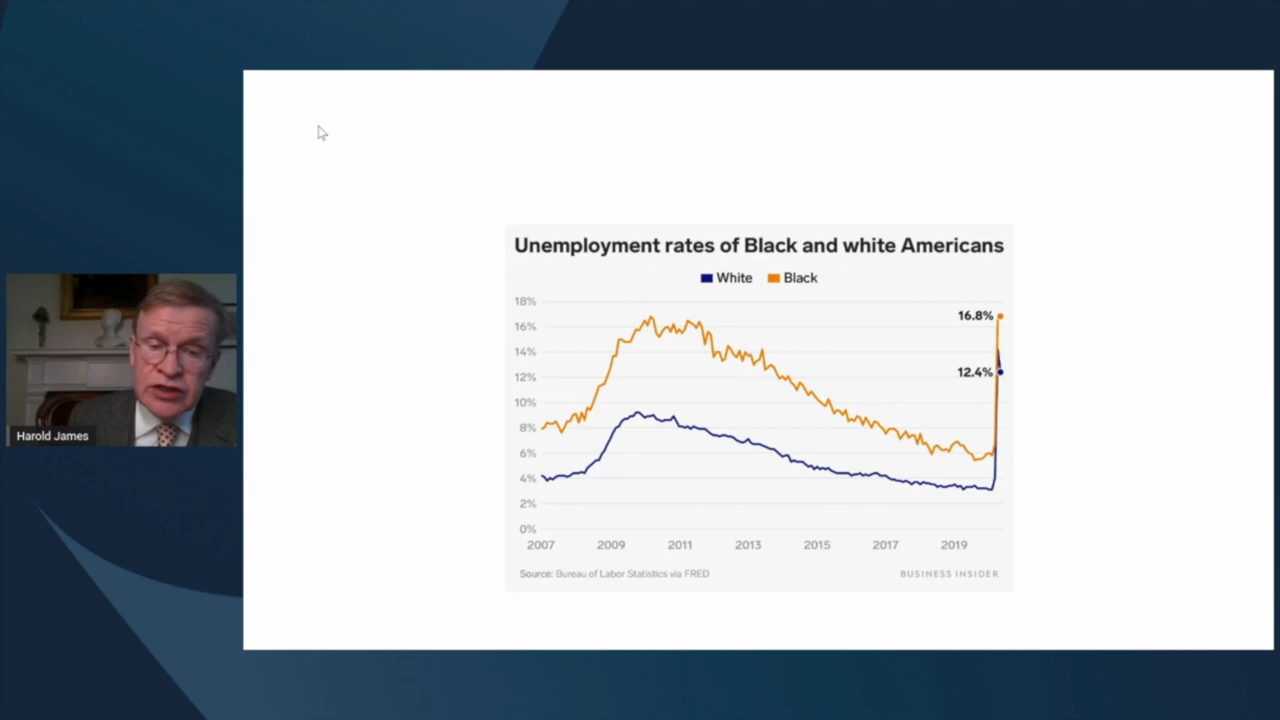 Unemployment rates of Black and white Americans
White Black
18%
16.8%
16%
14%
12.4%
12%
10%
8%
6%
4%
2%
0%
2007 2009 2011 2013 2015 2017 2019
Source: Bureau of Labor Statistics via FRED BUSINESS INSIDER
Harold James